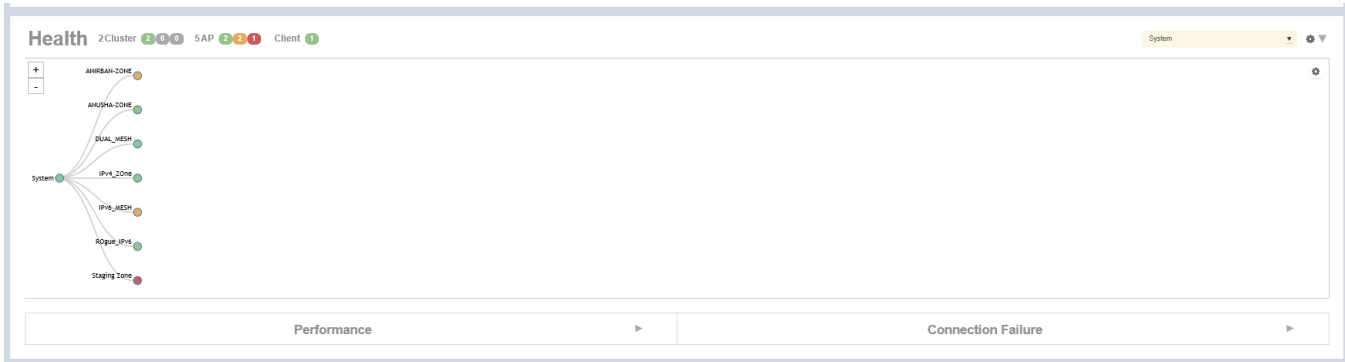 Health 2Cluster 2 0 0 5AP 2 2 1 Client 1
System
+
-
ANIRBAN-ZONE
ANUSHA-ZONE
DUAL_MESH
System
IPv4_ZOne
IPv6_MESH
ROgue_IPv6
Staging Zone
Performance
Connection Failure